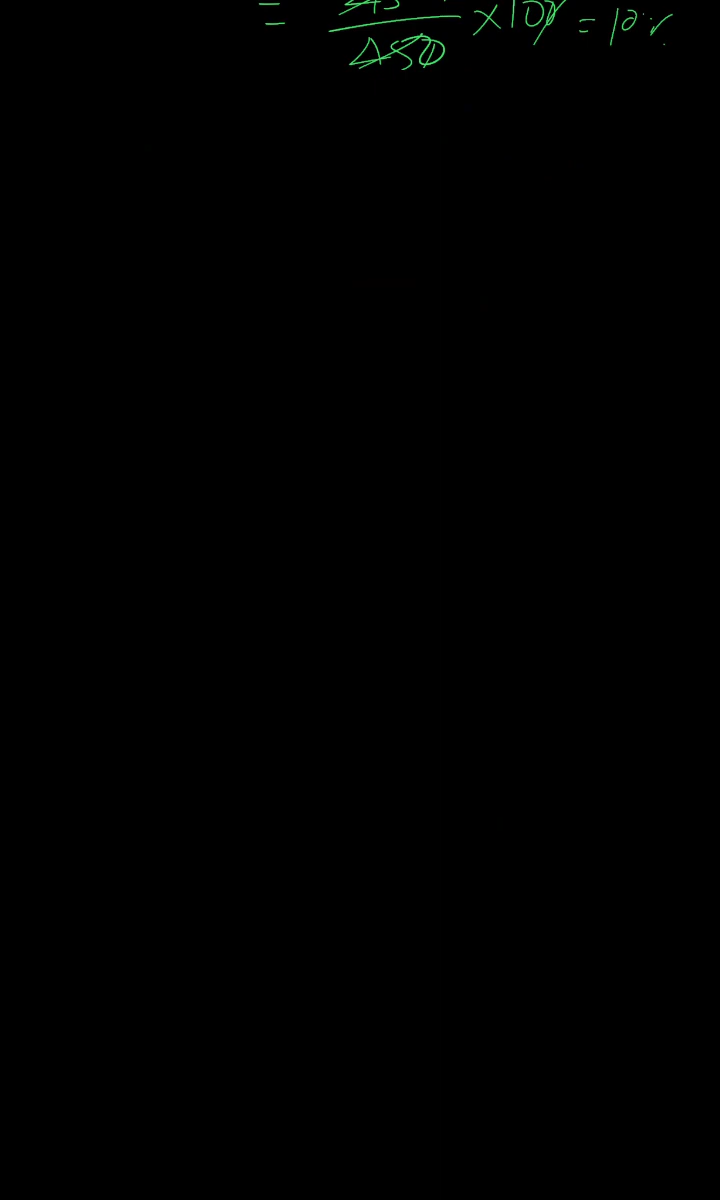 = 45/450 × 100 = 10%